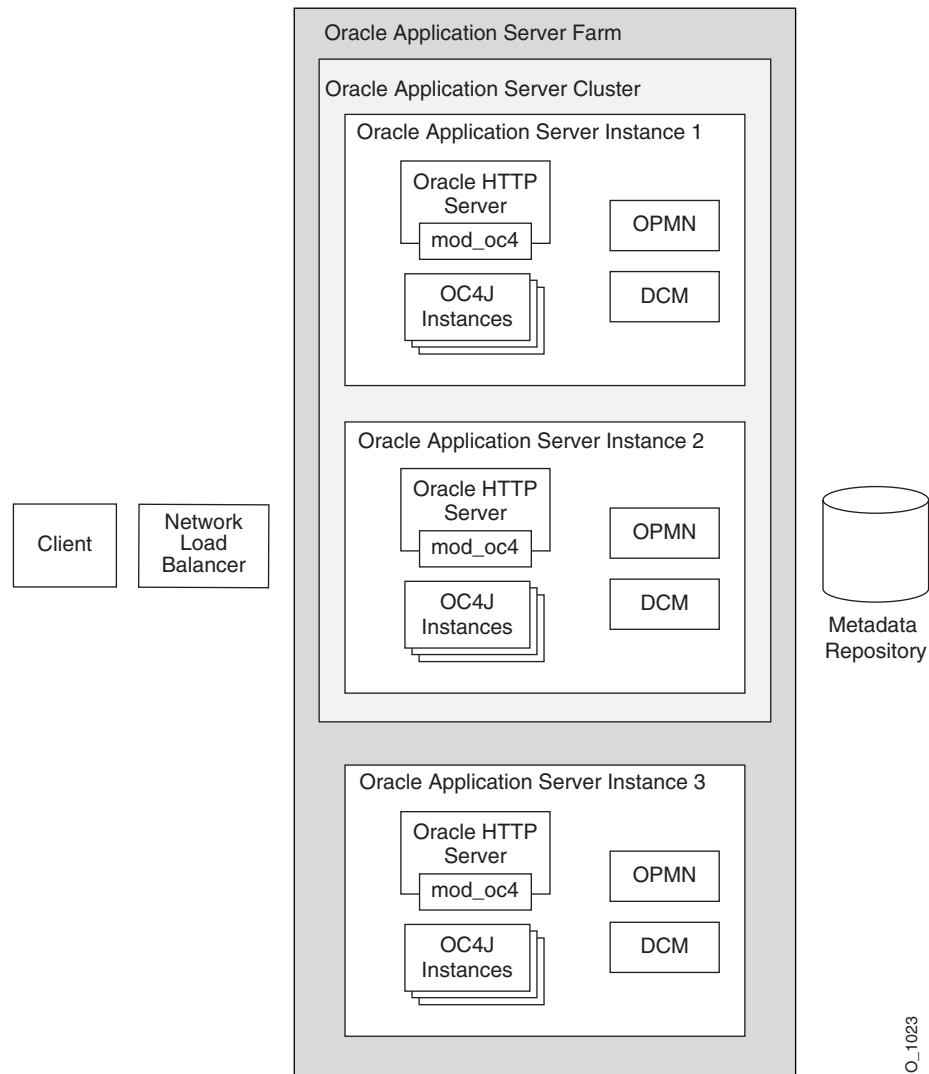 Oracle Application Server Farm
Oracle Application Server Cluster
Oracle Application Server Instance 1
Oracle HTTP
Server
mod_oc4
OPMN
OC4J
Instances
DCM
Oracle Application Server Instance 2
Oracle HTTP
Server
mod_oc4
OPMN
OC4J
Instances
DCM
Client
Network
Load
Balancer
Metadata
Repository
Oracle Application Server Instance 3
Oracle HTTP
Server
mod_oc4
OPMN
OC4J
Instances
DCM
O_1023